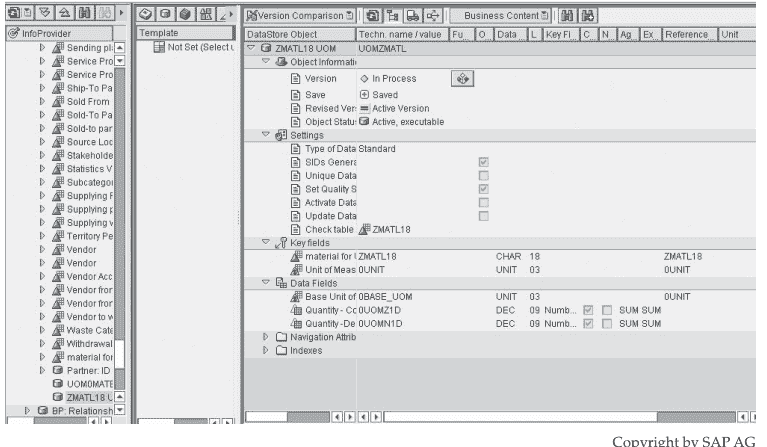 Version Comparison
Business Content
InfoProvider
Template
DataStore Object Techn. name / value Fu... O... Data... L Key Fi... C... N... Ag... Ex... Reference... Unit
Sending pl
Service Pro
Service Pro
Ship-To Pa
Sold From
Sold-To Pa
Sold-to par
Source Loc
Stakeholde
Statistics V
Subcategor
Supplying F
Supplying p
Supplying v
Territory Pe
Vendor
Vendor
Vendor Acc
Vendor fror
Vendor fror
Vendor to w
Waste Cate
Withdrawal
material for
Partner: ID
UOM0MATE
ZMATL18 U
BP: Relationsh
Not Set (Select u
ZMATL18 UOM UOMZMATL
Object Informati
Version In Process
Save Saved
Revised Ver: Active Version
Object Statu: Active, executable
Settings
Type of Data Standard
SIDs Genera
Unique Data
Set Quality S
Activate Data
Update Data
Check table ZMATL18
Key fields
material for U ZMATL18 CHAR 18 ZMATL18
Unit of Meas 0UNIT UNIT 03 0UNIT
Data Fields
Base Unit of 0BASE_UOM UNIT 03 0UNIT
Quantity - Cc 0UOMZ1D DEC 09 Numb... SUM SUM
Quantity - De 0UOMN1D DEC 09 Numb... SUM SUM
Navigation Attrib
Indexes
Copyright by SAP AG